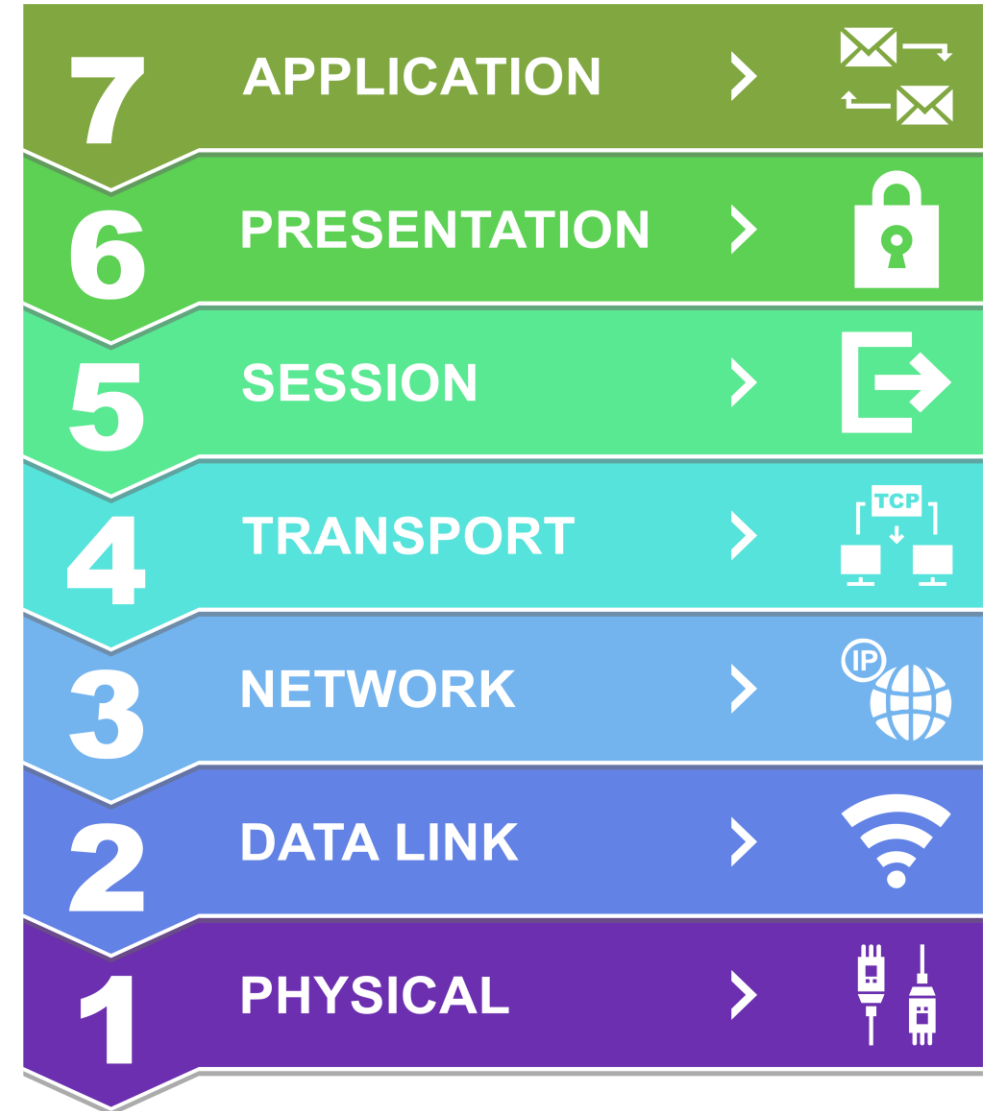 7 APPLICATION
6 PRESENTATION
5 SESSION
4 TRANSPORT
TCP
3 NETWORK
IP
2 DATA LINK
1 PHYSICAL